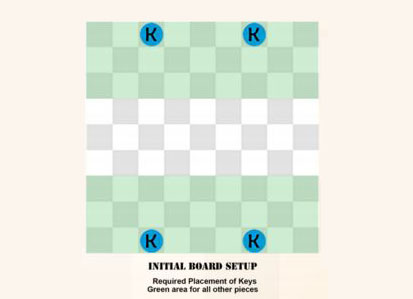 K K
K K
INITIAL BOARD SETUP
Required Placement of Keys
Green area for all other pieces